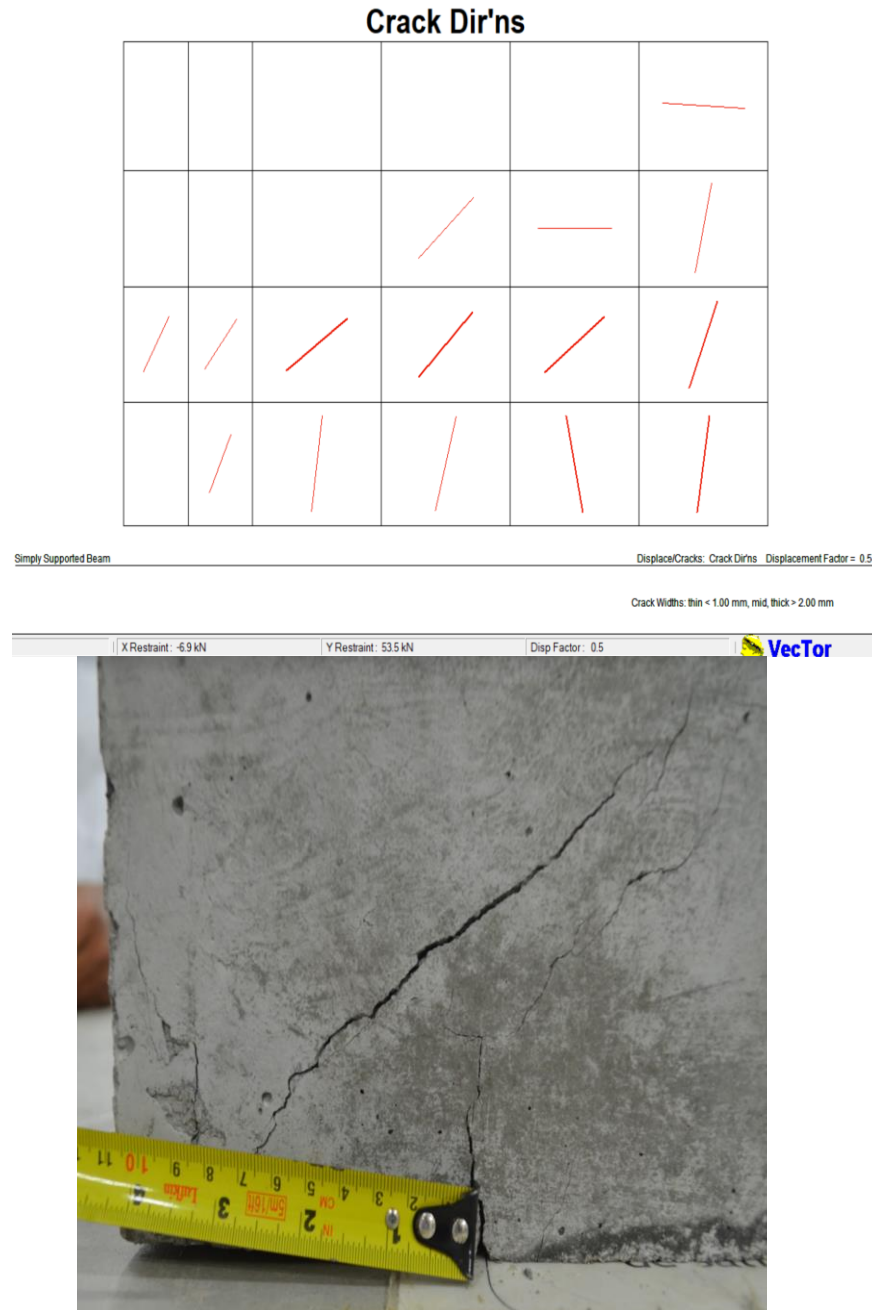 Crack Dir'ns
Simply Supported Beam
Displace/Cracks: Crack Dir'ns Displacement Factor = 0.5
Crack Widths: thin < 1.00 mm, mid, thick > 2.00 mm
X Restraint: -6.9 kN
Y Restraint: 53.5 kN
Disp Factor: 0.5
VecTor
11 10 9 8 7 6 5 4 3 2
CM
5m/16ft
Lufkin
4 3 2 1
IN